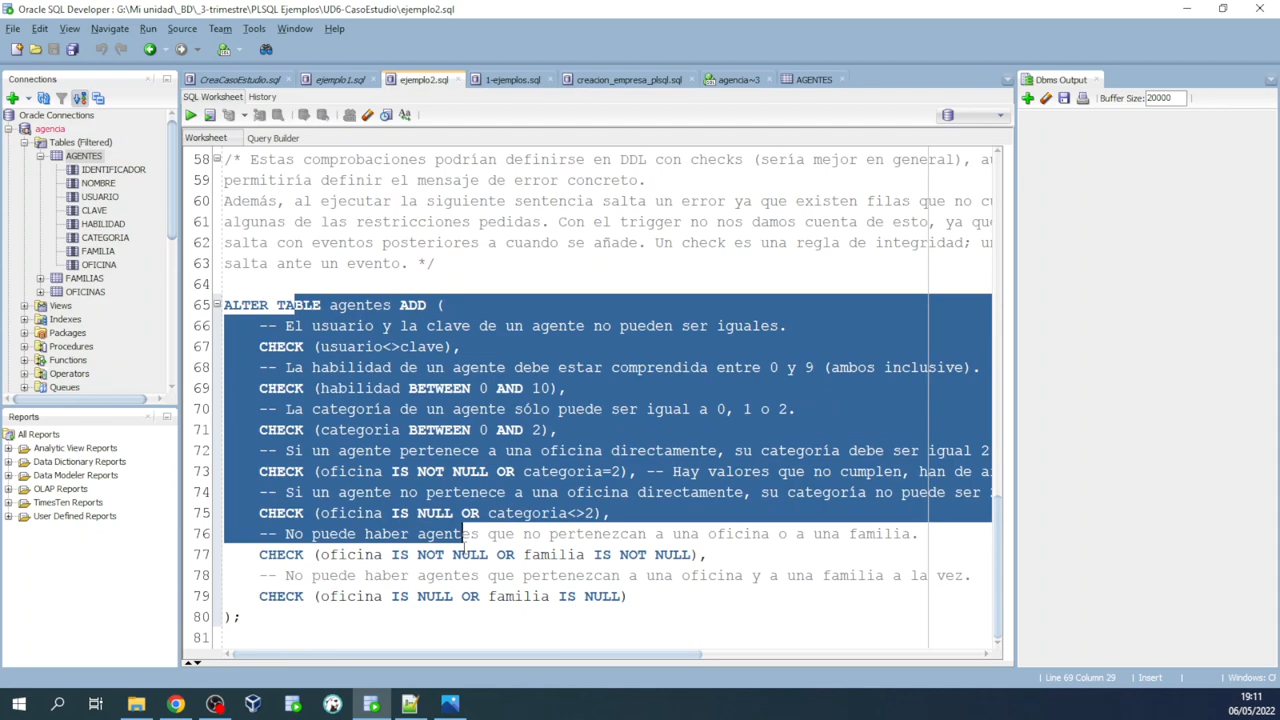 Oracle SQL Developer : G:\Mi unidad\_BD\_3-trimestre\PLSQL Ejemplos\UD6-CasoEstudio\ejemplo2.sql
File Edit View Navigate Run Source Team Tools Window Help
Connections
Oracle Connections
agencia
Tables (Filtered)
AGENTES
IDENTIFICADOR
NOMBRE
USUARIO
CLAVE
HABILIDAD
CATEGORIA
FAMILIA
OFICINA
FAMILIAS
OFICINAS
Views
Indexes
Packages
Procedures
Functions
Operators
Queues
Reports
All Reports
Analytic View Reports
Data Dictionary Reports
Data Modeler Reports
OLAP Reports
TimesTen Reports
User Defined Reports
CreaCasoEstudio.sql ejemplo1.sql ejemplo2.sql 1-ejemplos.sql creacion_empresa_plsql.sql agencia~3 AGENTES
SQL Worksheet History
Worksheet Query Builder
58 /* Estas comprobaciones podrían definirse en DDL con checks (sería mejor en general),
59 permitiría definir el mensaje de error concreto.
60 Además, al ejecutar la siguiente sentencia salta un error ya que existen filas que no
61 algunas de las restricciones pedidas. Con el trigger no nos damos cuenta de esto, ya que
62 salta con eventos posteriores a cuando se añade. Un check es una regla de integridad;
63 salta ante un evento. */
64
65 ALTER TABLE agentes ADD (
66 -- El usuario y la clave de un agente no pueden ser iguales.
67 CHECK (usuario<>clave),
68 -- La habilidad de un agente debe estar comprendida entre 0 y 9 (ambos inclusive).
69 CHECK (habilidad BETWEEN 0 AND 10),
70 -- La categoría de un agente sólo puede ser igual a 0, 1 o 2.
71 CHECK (categoria BETWEEN 0 AND 2),
72 -- Si un agente pertenece a una oficina directamente, su categoría debe ser igual 2
73 CHECK (oficina IS NOT NULL OR categoria=2), -- Hay valores que no cumplen, han de
74 -- Si un agente no pertenece a una oficina directamente, su categoría no puede ser
75 CHECK (oficina IS NULL OR categoria<>2),
76 -- No puede haber agentes que no pertenezcan a una oficina o a una familia.
77 CHECK (oficina IS NOT NULL OR familia IS NOT NULL),
78 -- No puede haber agentes que pertenezcan a una oficina y a una familia a la vez.
79 CHECK (oficina IS NULL OR familia IS NULL)
80 );
81
Dbms Output
Buffer Size: 20000
Line 69 Column 29 Insert Windows: Cl
19:11
06/05/2022